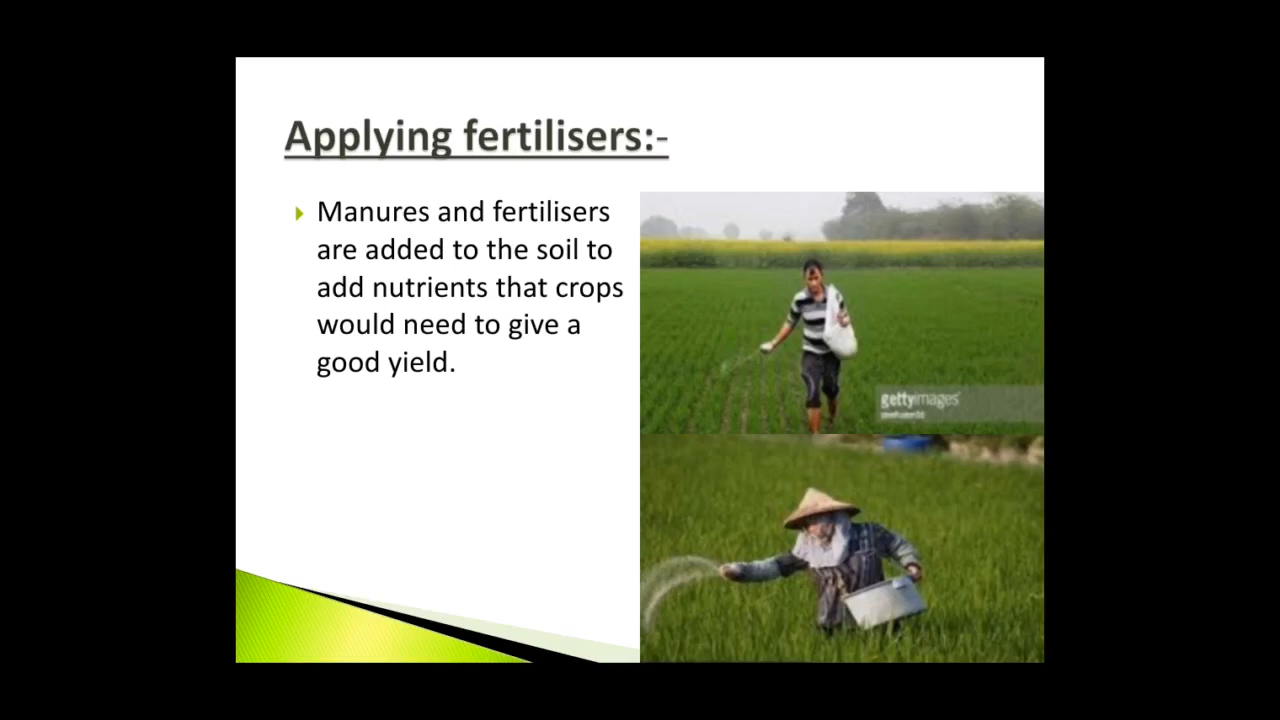 Applying fertilisers:-
Manures and fertilisers
are added to the soil to
add nutrients that crops
would need to give a
good yield.
gettyimages